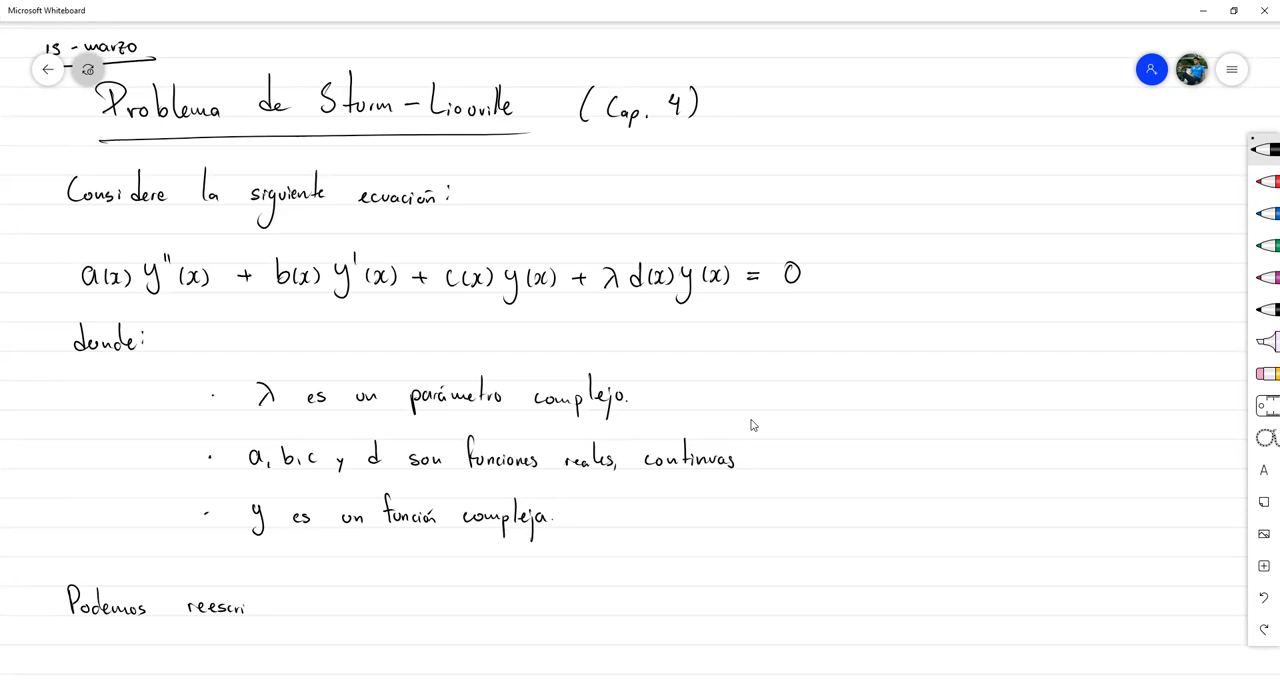 Microsoft Whiteboard
15 - marzo
Problema de Sturm - Liouville (Cap. 4)
Considere la siguiente ecuación:
a(x) y''(x) + b(x) y'(x) + c(x) y(x) + λ d(x) y(x) = 0
donde:
· λ es un parámetro complejo.
· a, b, c y d son funciones reales, continuas
· y es un función compleja.
Podemos reescri
A